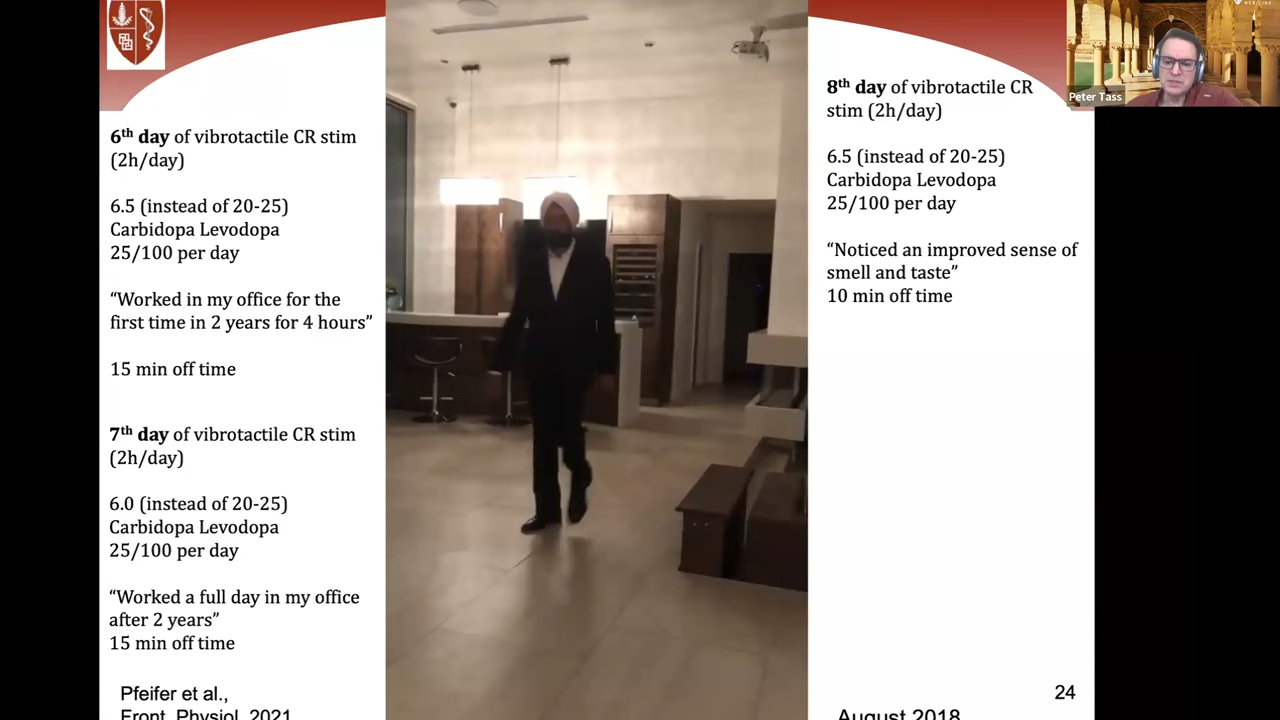 6th day of vibrotactile CR stim
(2h/day)
6.5 (instead of 20-25)
Carbidopa Levodopa
25/100 per day
“Worked in my office for the
first time in 2 years for 4 hours”
15 min off time
7th day of vibrotactile CR stim
(2h/day)
6.0 (instead of 20-25)
Carbidopa Levodopa
25/100 per day
“Worked a full day in my office
after 2 years”
15 min off time
Pfeifer et al.,
Front. Physiol. 2021
8th day of vibrotactile CR
stim (2h/day)
6.5 (instead of 20-25)
Carbidopa Levodopa
25/100 per day
“Noticed an improved sense of
smell and taste”
10 min off time
24
August 2018
Peter Tass